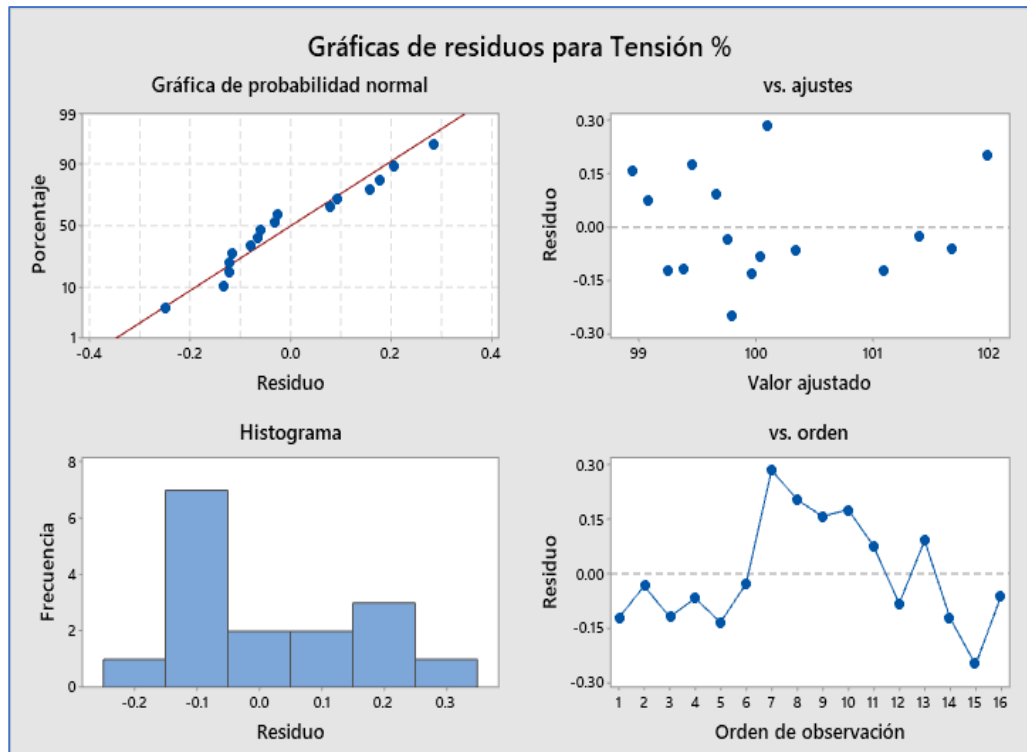 Gráficas de residuos para Tensión %
Gráfica de probabilidad normal
99
90
50
10
1
Porcentaje
-0.4
-0.2
0.0
0.2
0.4
Residuo
vs. ajustes
0.30
0.15
0.00
-0.15
-0.30
Residuo
99
100
101
102
Valor ajustado
Histograma
8
6
4
2
0
Frecuencia
-0.2
-0.1
0.0
0.1
0.2
0.3
Residuo
vs. orden
0.30
0.15
0.00
-0.15
-0.30
Residuo
1 2 3 4 5 6 7 8 9 10 11 12 13 14 15 16
Orden de observación